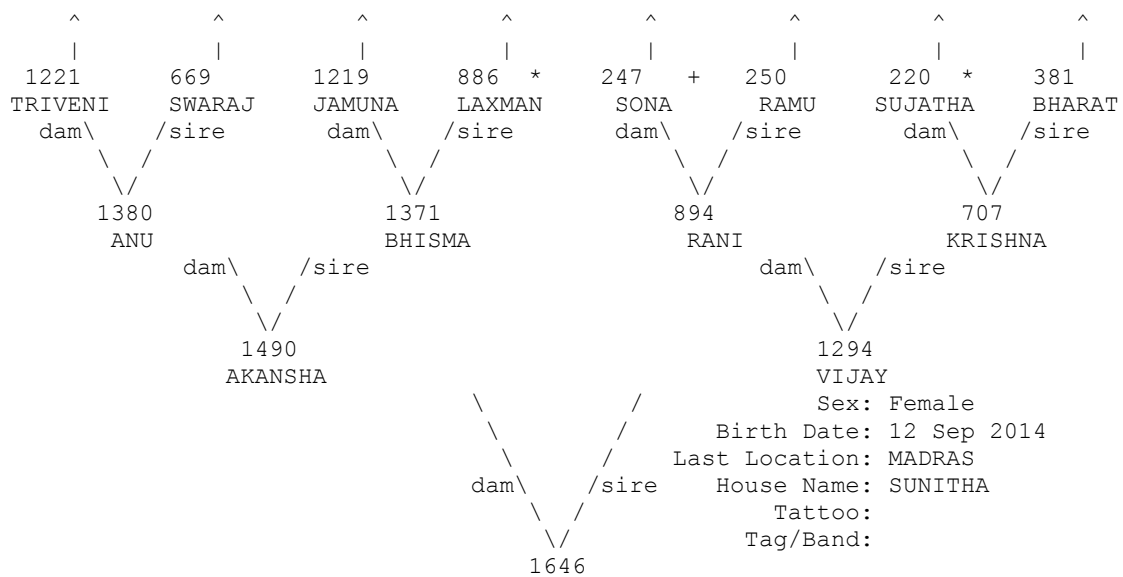 ^ ^ ^ ^ ^ ^ ^ ^
| | | | | | | |
1221 669 1219 886 * 247 + 250 220 * 381
TRIVENI SWARAJ JAMUNA LAXMAN SONA RAMU SUJATHA BHARAT
dam\ /sire dam\ /sire dam\ /sire dam\ /sire
\ / \ / \ / \ /
\/ \/ \/ \/
1380 1371 894 707
ANU BHISMA RANI KRISHNA
dam\ /sire dam\ /sire
\ / \ /
\/ \/
1490 1294
AKANSHA VIJAY
\ / Sex: Female
\ / Birth Date: 12 Sep 2014
\ / Last Location: MADRAS
dam\ /sire House Name: SUNITHA
\ / Tattoo:
\/ Tag/Band:
1646